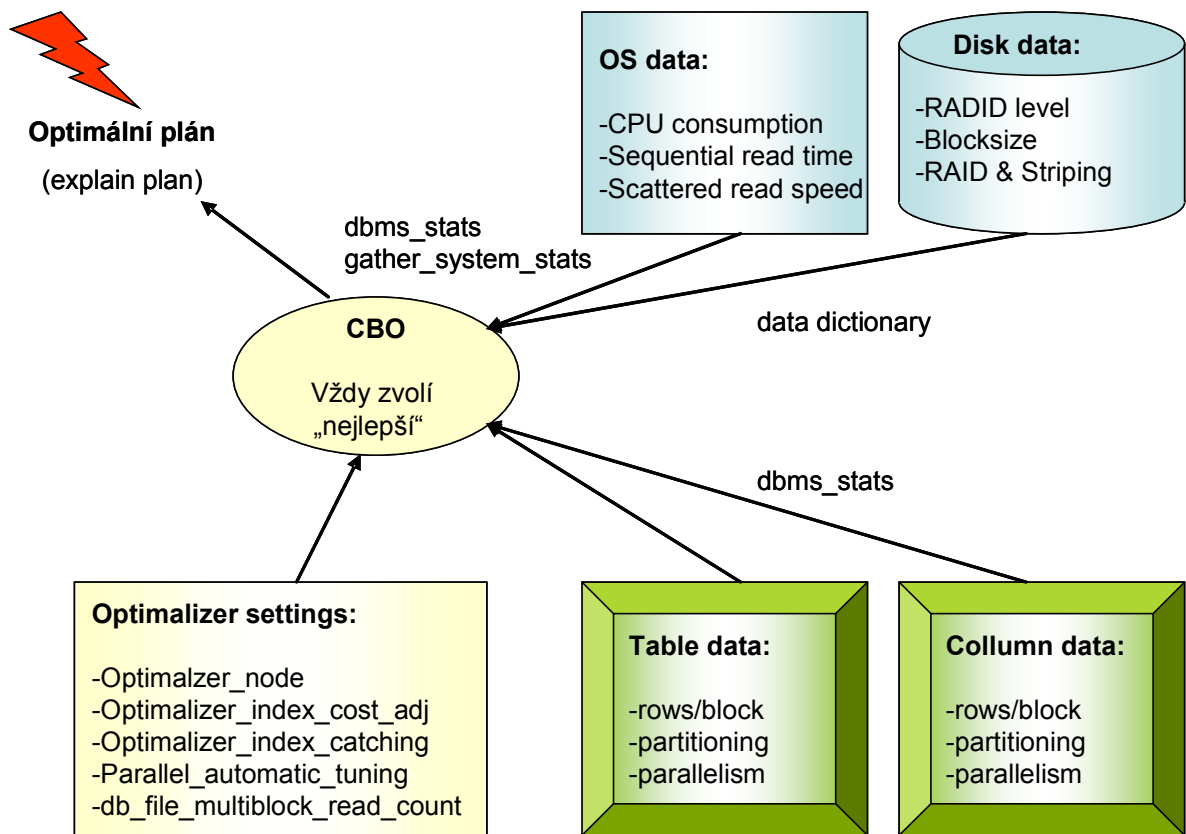 Optimální plán
(explain plan)
OS data:
-CPU consumption
-Sequential read time
-Scattered read speed
Disk data:
-RADID level
-Blocksize
-RAID & Striping
dbms_stats
gather_system_stats
data dictionary
CBO
Vždy zvolí
„nejlepší“
dbms_stats
Optimalizer settings:
-Optimalzer_node
-Optimalizer_index_cost_adj
-Optimalizer_index_catching
-Parallel_automatic_tuning
-db_file_multiblock_read_count
Table data:
-rows/block
-partitioning
-parallelism
Collumn data:
-rows/block
-partitioning
-parallelism